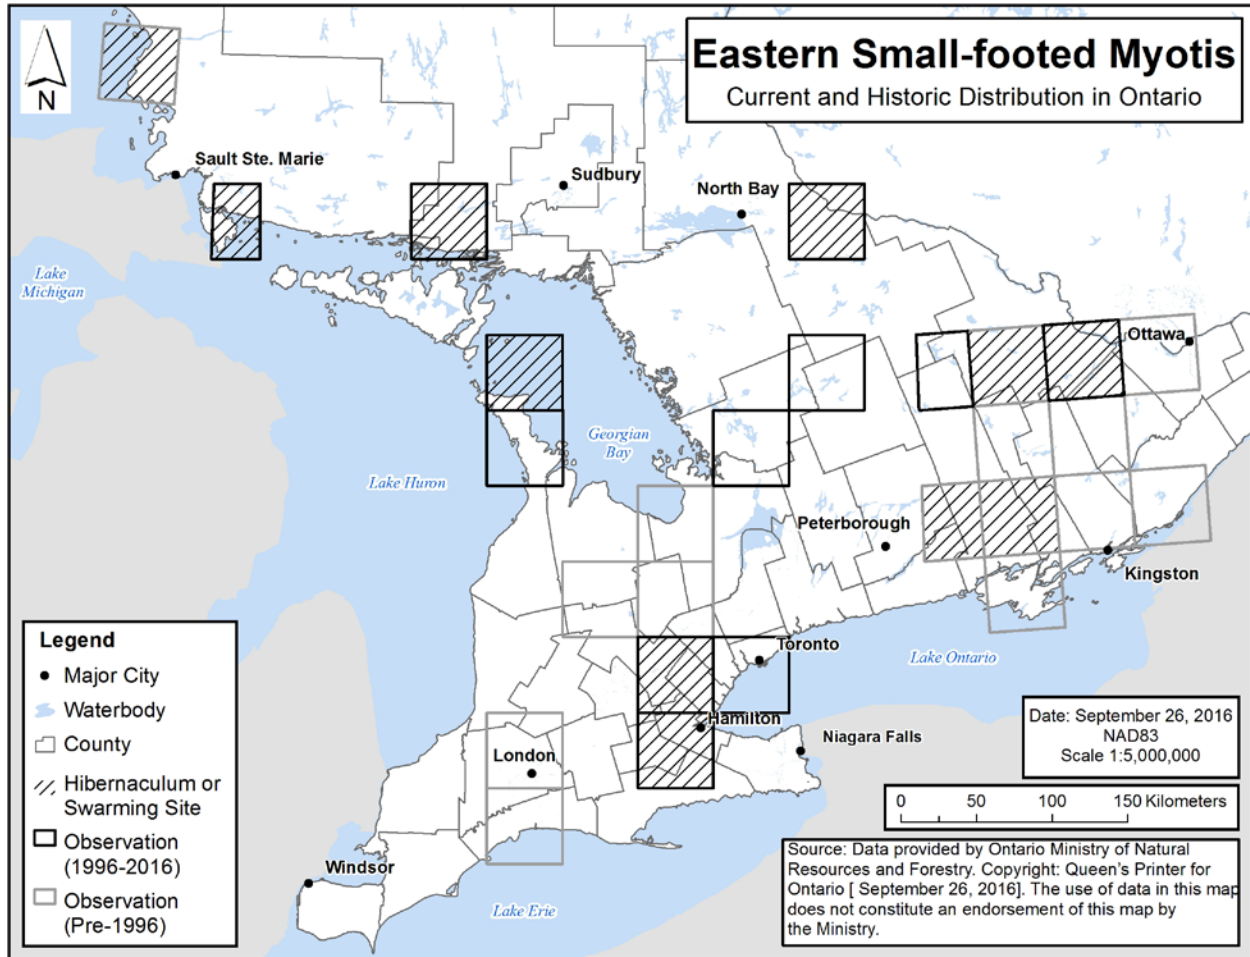 Eastern Small-footed Myotis
Current and Historic Distribution in Ontario
N
Sault Ste. Marie
Sudbury
North Bay
Lake
Michigan
Ottawa
Georgian
Bay
Lake Huron
Peterborough
Kingston
Toronto
Lake Ontario
Hamilton
Niagara Falls
London
Windsor
Lake Erie
Legend
Major City
Waterbody
County
Hibernaculum or
Swarming Site
Observation
(1996-2016)
Observation
(Pre-1996)
Date: September 26, 2016
NAD83
Scale 1:5,000,000
0 50 100 150 Kilometers
Source: Data provided by Ontario Ministry of Natural
Resources and Forestry. Copyright: Queen's Printer for
Ontario [ September 26, 2016]. The use of data in this map
does not constitute an endorsement of this map by
the Ministry.